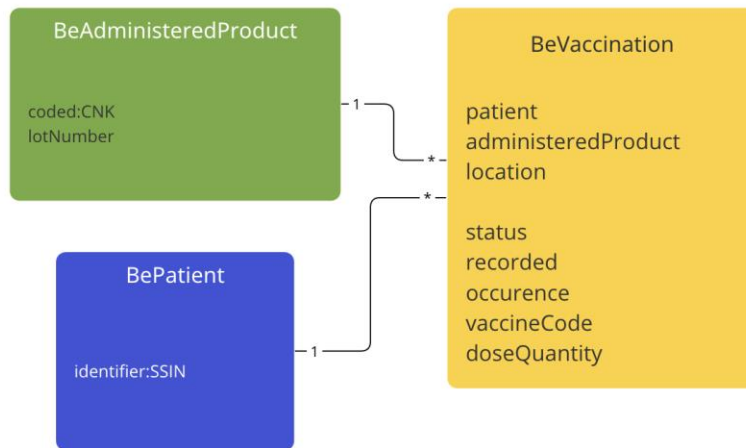 BeAdministeredProduct
coded:CNK
lotNumber
1
*
BeVaccination
patient
administeredProduct
location
status
recorded
occurence
vaccineCode
doseQuantity
BePatient
identifier:SSIN
1
*